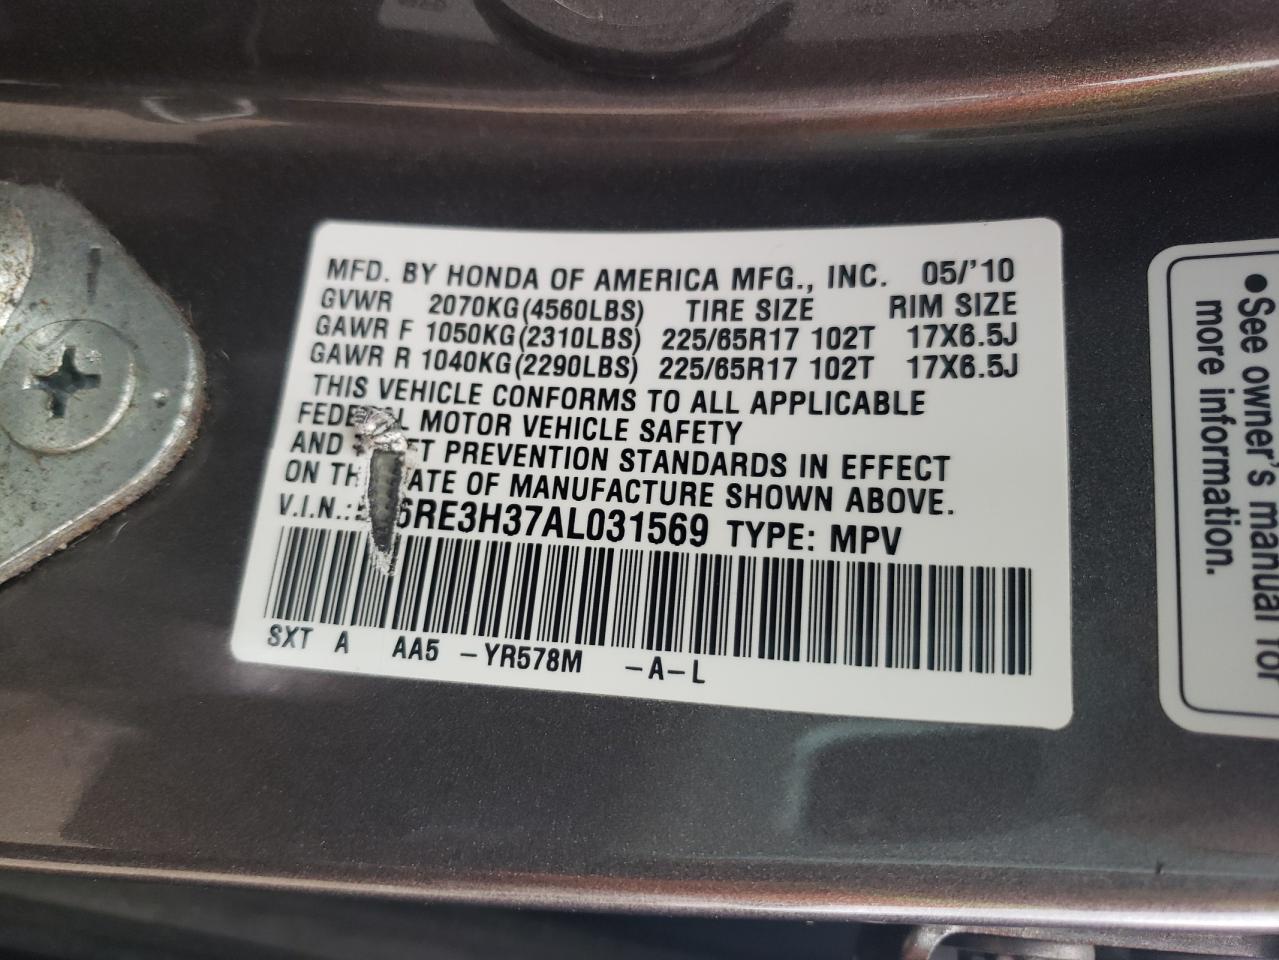 MFD. BY HONDA OF AMERICA MFG., INC. 05/'10
GVWR 2070KG(4560LBS) TIRE SIZE RIM SIZE
GAWR F 1050KG(2310LBS) 225/65R17 102T 17X6.5J
GAWR R 1040KG(2290LBS) 225/65R17 102T 17X6.5J
THIS VEHICLE CONFORMS TO ALL APPLICABLE
FEDERAL MOTOR VEHICLE SAFETY
AND PREVENTION STANDARDS IN EFFECT
ON OF MANUFACTURE SHOWN ABOVE.
V.I.N.: 6RE3H37AL031569 TYPE: MPV
SXT A AA5 -YR578M -A-L
●See owner's manual for
more information.